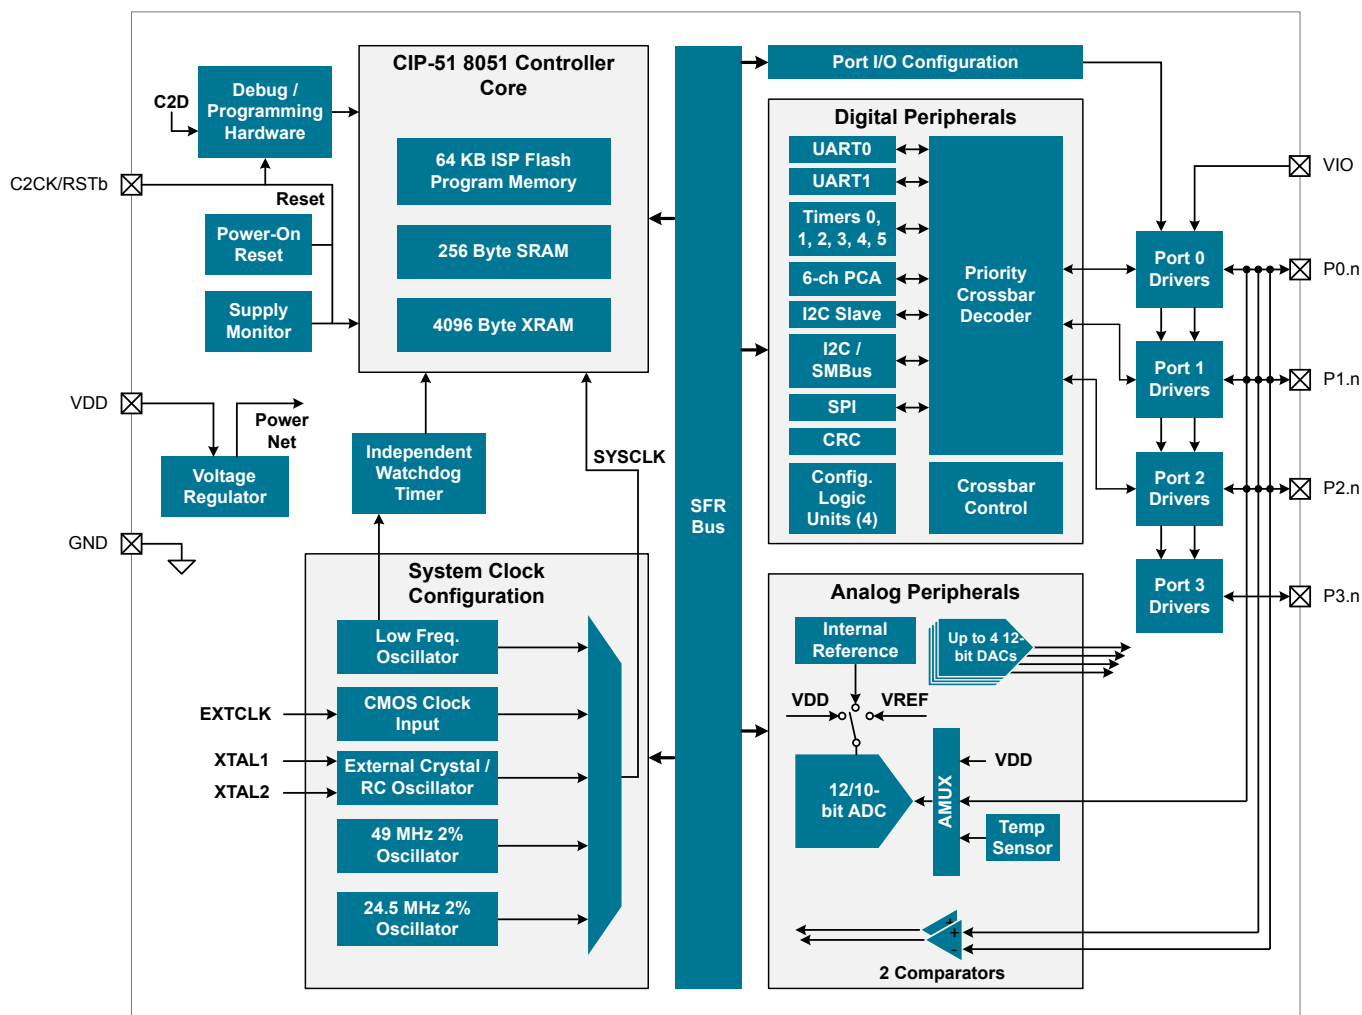 CIP-51 8051 Controller
Core
Debug /
Programming
Hardware
C2D
C2CK/RSTb
Reset
Power-On
Reset
Supply
Monitor
64 KB ISP Flash
Program Memory
256 Byte SRAM
4096 Byte XRAM
VDD
Power
Net
Voltage
Regulator
GND
Independent
Watchdog
Timer
SYSCLK
System Clock
Configuration
Low Freq.
Oscillator
CMOS Clock
Input
EXTCLK
External Crystal /
RC Oscillator
XTAL1
XTAL2
49 MHz 2%
Oscillator
24.5 MHz 2%
Oscillator
SFR
Bus
Port I/O Configuration
Digital Peripherals
UART0
UART1
Timers 0,
1, 2, 3, 4, 5
6-ch PCA
I2C Slave
I2C /
SMBus
SPI
CRC
Config.
Logic
Units (4)
Priority
Crossbar
Decoder
Crossbar
Control
VIO
Port 0
Drivers
P0.n
Port 1
Drivers
P1.n
Port 2
Drivers
P2.n
Port 3
Drivers
P3.n
Analog Peripherals
Internal
Reference
Up to 4 12-
bit DACs
VDD
VREF
12/10-
bit ADC
AMUX
VDD
Temp
Sensor
+
+
-
2 Comparators